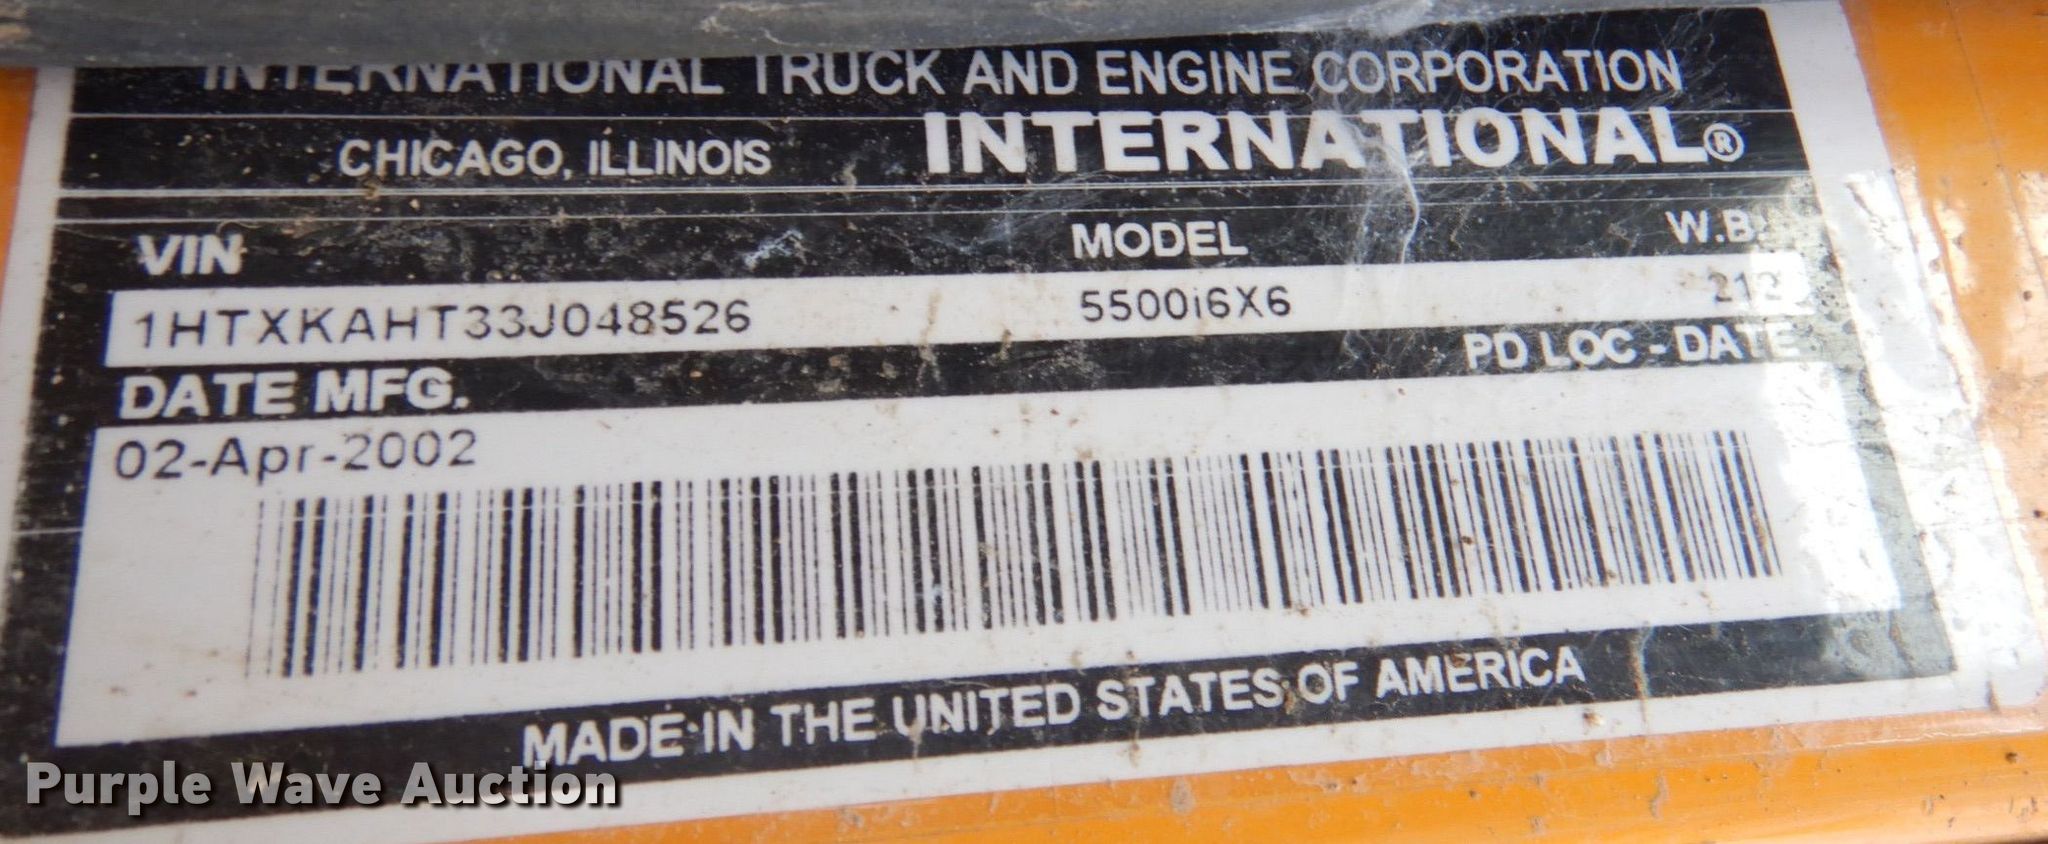 INTERNATIONAL TRUCK AND ENGINE CORPORATION
CHICAGO, ILLINOIS INTERNATIONAL®
VIN MODEL W.B.
1HTXKAHT33J048526 5500i6X6 212
DATE MFG. PD LOC - DATE
02-Apr-2002
MADE IN THE UNITED STATES OF AMERICA
Purple Wave Auction